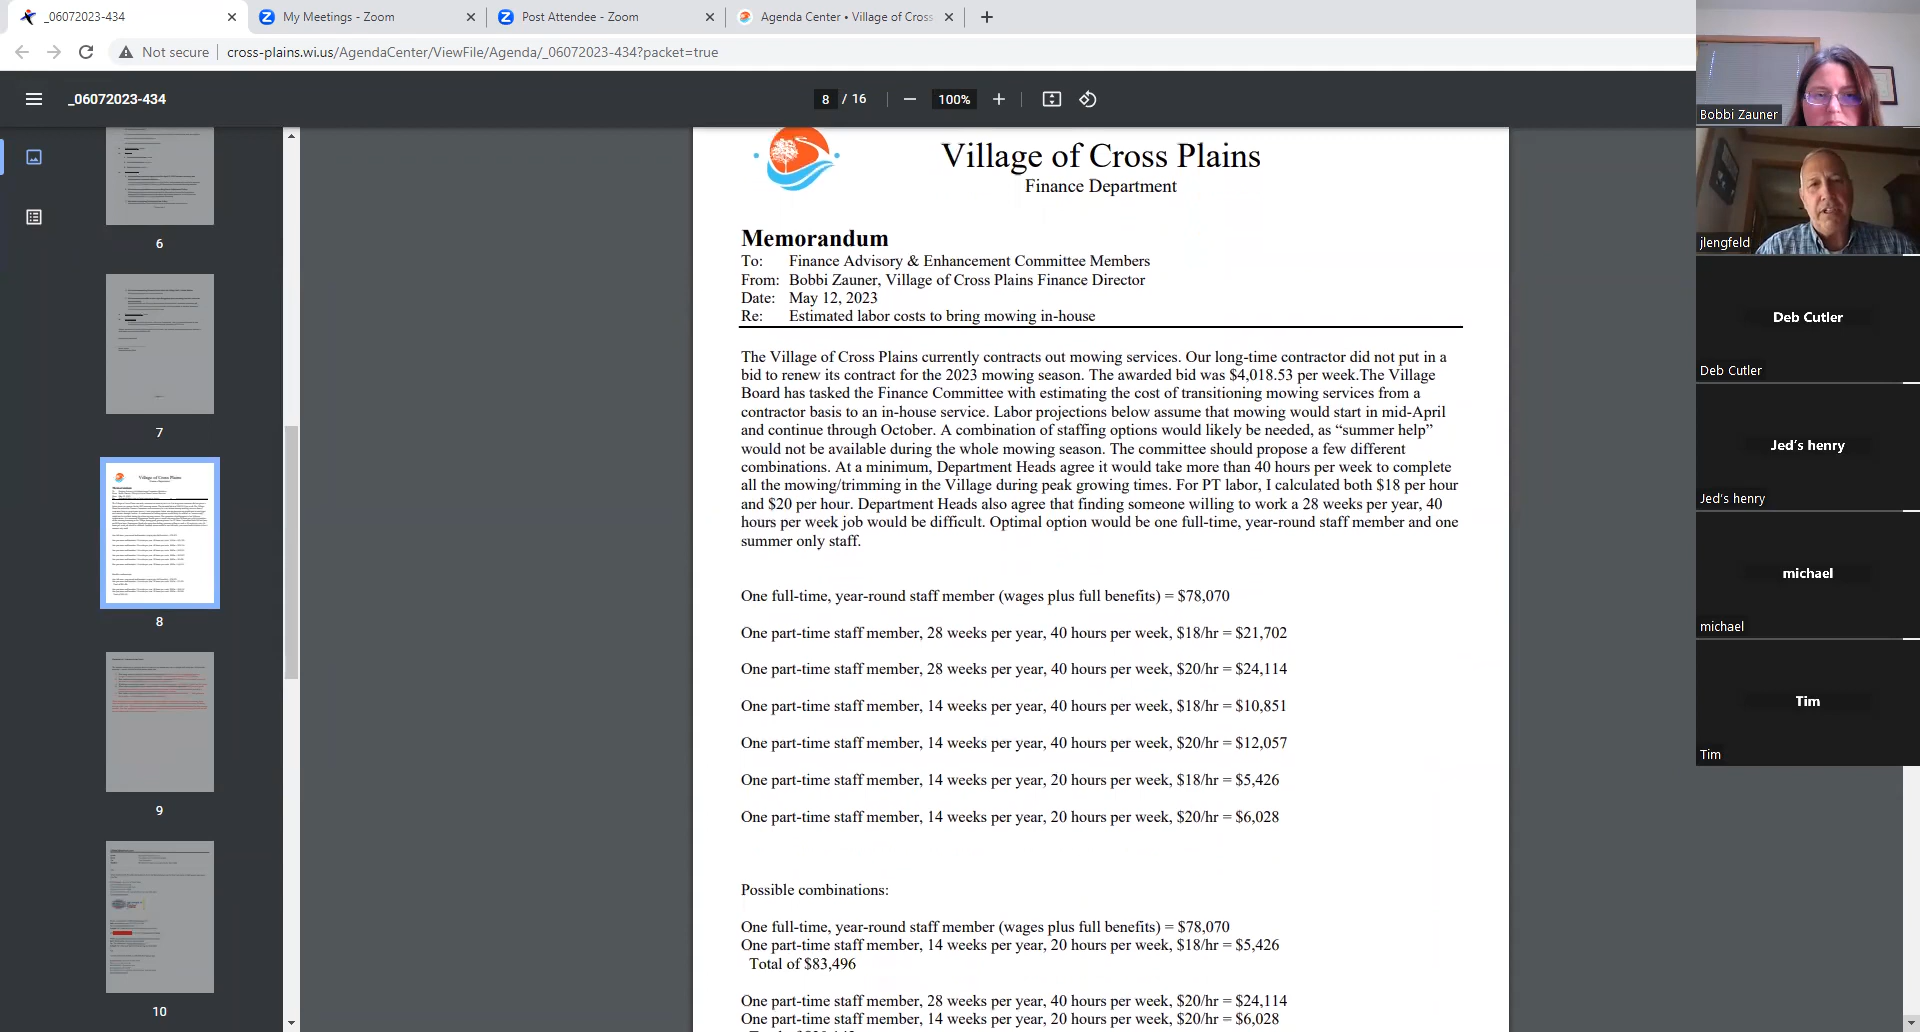 _06072023-434
My Meetings - Zoom
Post Attendee - Zoom
Agenda Center • Village of Cross
Not secure
cross-plains.wi.us/AgendaCenter/ViewFile/Agenda/_06072023-434?packet=true
_06072023-434
8 / 16
100%
6
7
8
9
10
Village of Cross Plains
Finance Department
Memorandum
To: Finance Advisory & Enhancement Committee Members
From: Bobbi Zauner, Village of Cross Plains Finance Director
Date: May 12, 2023
Re: Estimated labor costs to bring mowing in-house
The Village of Cross Plains currently contracts out mowing services. Our long-time contractor did not put in a
bid to renew its contract for the 2023 mowing season. The awarded bid was $4,018.53 per week.The Village
Board has tasked the Finance Committee with estimating the cost of transitioning mowing services from a
contractor basis to an in-house service. Labor projections below assume that mowing would start in mid-April
and continue through October. A combination of staffing options would likely be needed, as “summer help”
would not be available during the whole mowing season. The committee should propose a few different
combinations. At a minimum, Department Heads agree it would take more than 40 hours per week to complete
all the mowing/trimming in the Village during peak growing times. For PT labor, I calculated both $18 per hour
and $20 per hour. Department Heads also agree that finding someone willing to work a 28 weeks per year, 40
hours per week job would be difficult. Optimal option would be one full-time, year-round staff member and one
summer only staff.
One full-time, year-round staff member (wages plus full benefits) = $78,070
One part-time staff member, 28 weeks per year, 40 hours per week, $18/hr = $21,702
One part-time staff member, 28 weeks per year, 40 hours per week, $20/hr = $24,114
One part-time staff member, 14 weeks per year, 40 hours per week, $18/hr = $10,851
One part-time staff member, 14 weeks per year, 40 hours per week, $20/hr = $12,057
One part-time staff member, 14 weeks per year, 20 hours per week, $18/hr = $5,426
One part-time staff member, 14 weeks per year, 20 hours per week, $20/hr = $6,028
Possible combinations:
One full-time, year-round staff member (wages plus full benefits) = $78,070
One part-time staff member, 14 weeks per year, 20 hours per week, $18/hr = $5,426
Total of $83,496
One part-time staff member, 28 weeks per year, 40 hours per week, $20/hr = $24,114
One part-time staff member, 14 weeks per year, 20 hours per week, $20/hr = $6,028
Bobbi Zauner
jlengfeld
Deb Cutler
Deb Cutler
Jed's henry
Jed's henry
michael
michael
Tim
Tim